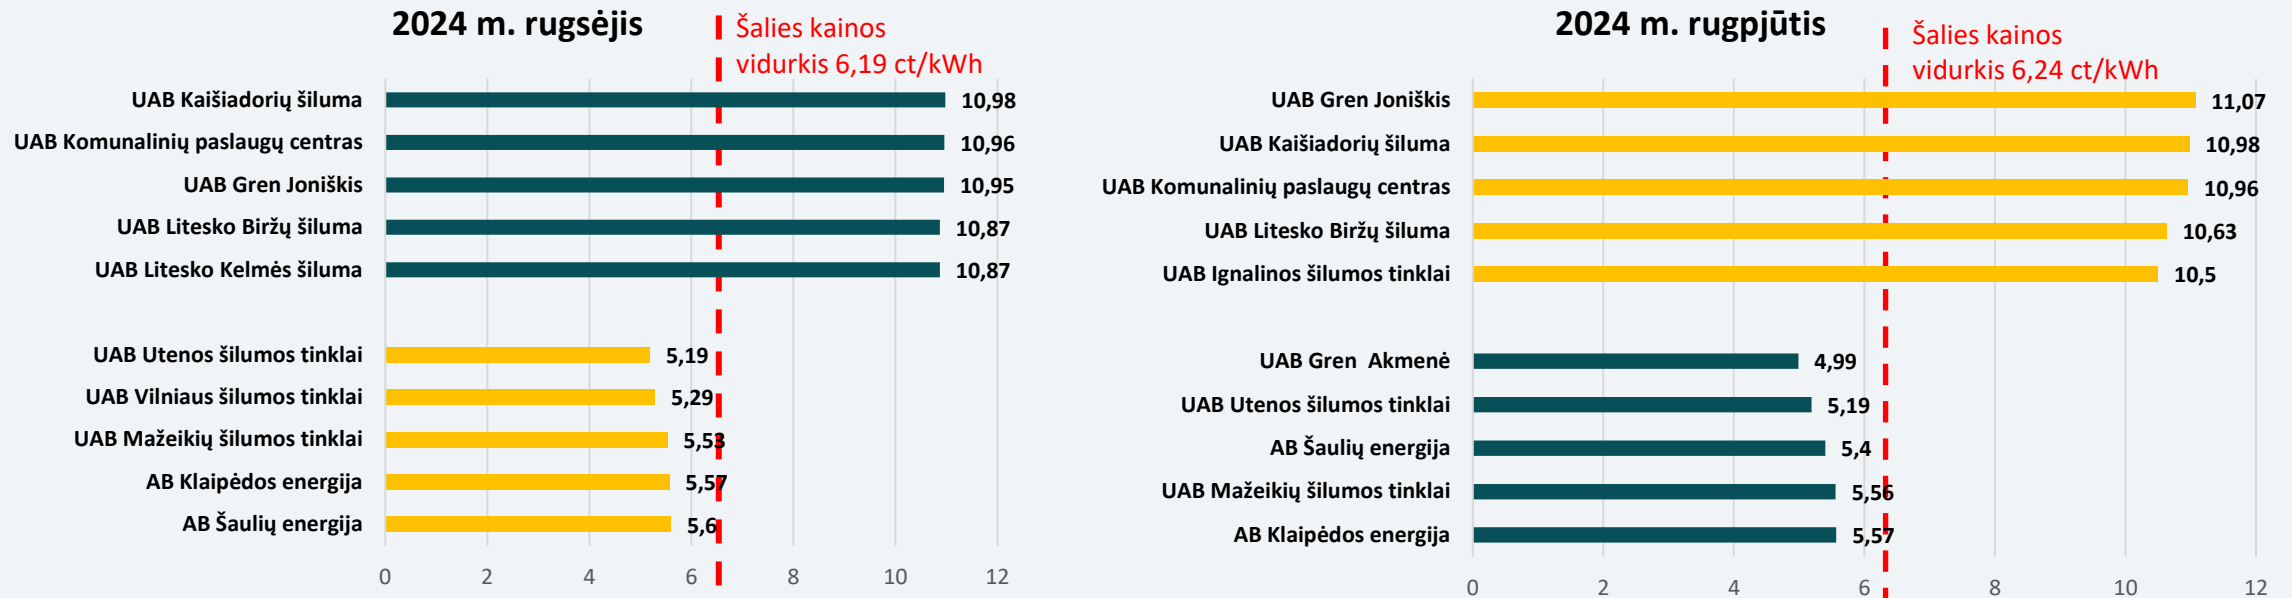 2024 m. rugsėjis
Šalies kainos
vidurkis 6,19 ct/kWh
UAB Kaišiadorių šiluma 10,98
UAB Komunalinių paslaugų centras 10,96
UAB Gren Joniškis 10,95
UAB Litesko Biržų šiluma 10,87
UAB Litesko Kelmės šiluma 10,87
UAB Utenos šilumos tinklai 5,19
UAB Vilniaus šilumos tinklai 5,29
UAB Mažeikių šilumos tinklai 5,53
AB Klaipėdos energija 5,57
AB Šaulių energija 5,6
0 2 4 6 8 10 12
2024 m. rugpjūtis
Šalies kainos
vidurkis 6,24 ct/kWh
UAB Gren Joniškis 11,07
UAB Kaišiadorių šiluma 10,98
UAB Komunalinių paslaugų centras 10,96
UAB Litesko Biržų šiluma 10,63
UAB Ignalinos šilumos tinklai 10,5
UAB Gren Akmenė 4,99
UAB Utenos šilumos tinklai 5,19
AB Šaulių energija 5,4
UAB Mažeikių šilumos tinklai 5,56
AB Klaipėdos energija 5,57
0 2 4 6 8 10 12